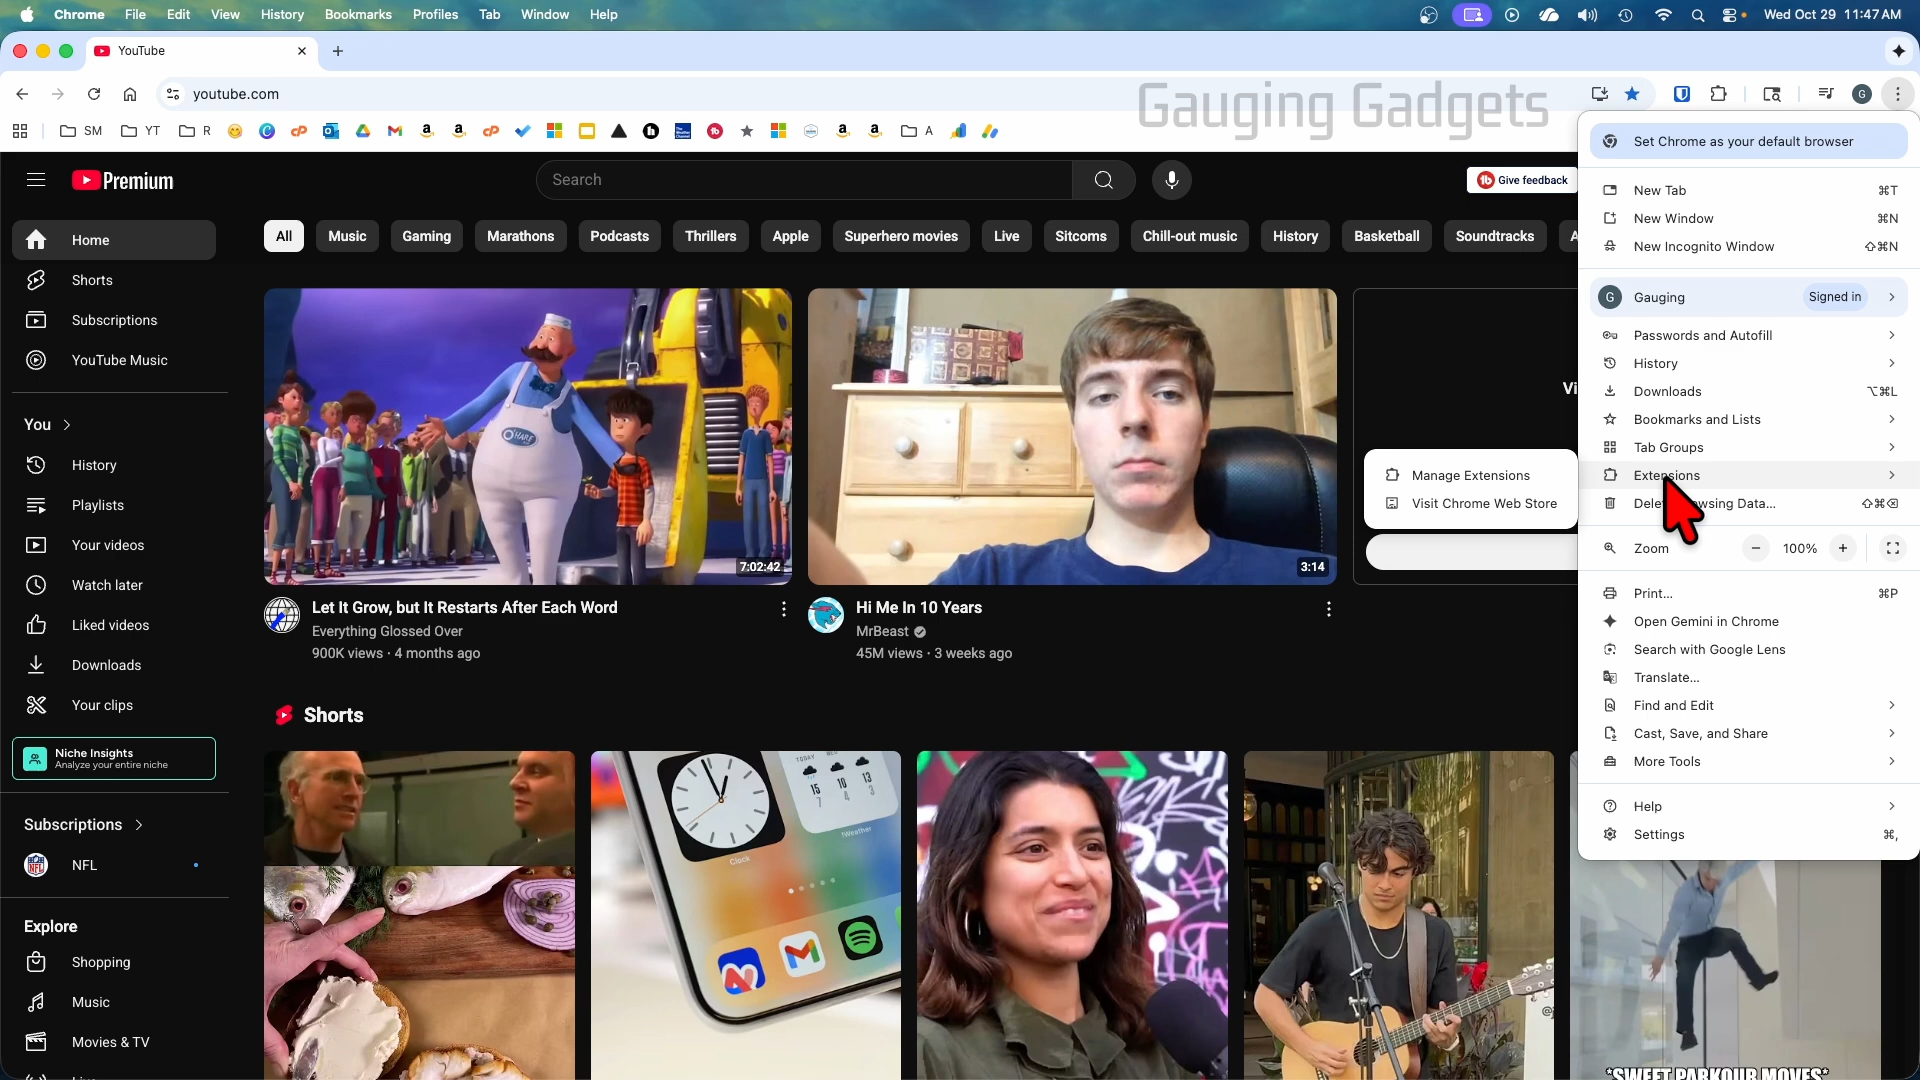 Chrome File Edit View History Bookmarks Profiles Tab Window Help
Wed Oct 29 11:47 AM
YouTube
youtube.com
Gauging Gadgets
G
SM YT R A
Set Chrome as your default browser
New Tab ⌘T
New Window ⌘N
New Incognito Window ⇧⌘N
G Gauging Signed in
Passwords and Autofill
History
Downloads ⌥⌘L
Bookmarks and Lists
Tab Groups
Extensions
Manage Extensions
Visit Chrome Web Store
Data... ⇧⌘⌫
Zoom − 100% +
Print... ⌘P
Open Gemini in Chrome
Search with Google Lens
Translate...
Find and Edit
Cast, Save, and Share
More Tools
Help
Settings ⌘,
Premium
Search
Give feedback
All Music Gaming Marathons Podcasts Thrillers Apple Superhero movies Live Sitcoms Chill-out music History Basketball Soundtracks
Home
Shorts
Subscriptions
YouTube Music
You
History
Playlists
Your videos
Watch later
Liked videos
Downloads
Your clips
Niche Insights
Analyze your entire niche
Subscriptions
NFL
Explore
Shopping
Music
Movies & TV
O'HARE
7:02:42
Let It Grow, but It Restarts After Each Word
Everything Glossed Over
900K views · 4 months ago
3:14
Hi Me In 10 Years
MrBeast
45M views · 3 weeks ago
Shorts
TODAY
15 10 13
Clock
*SWEET PARKOUR MOVES*